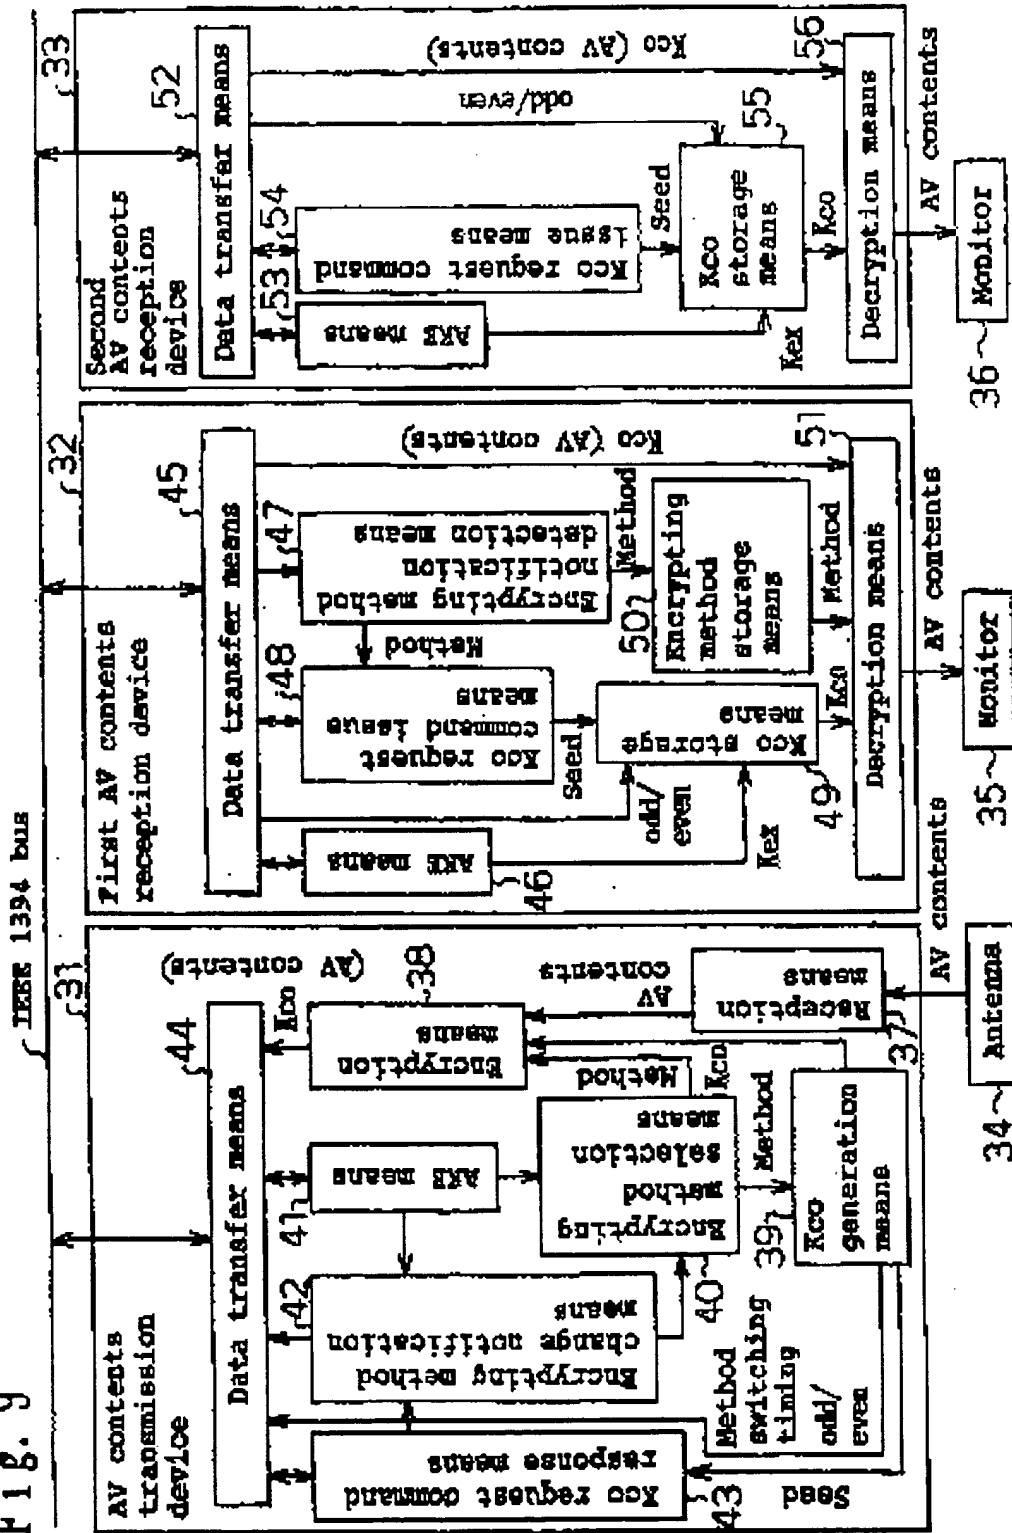 Fig. 9
IEEE 1394 bus
31
AV contents
transmission
device
44
Data transfer means
Kco
(AV contents)
38
Encryption
means
41
AKE means
42
Encrypting method
change notification
means
Kco request command
response means
43
Encrypting
method
selection
means
40
Method
Kco
AV
contents
Reception
means
37
Method
39
Kco
generation
means
Method
switching
timing
odd/
even
Seed
34
Antenna
AV contents
32
First AV contents
reception device
45
Data transfer means
Kco (AV contents)
47
Encrypting method
notification
detection means
Method
48
Kco request
command issue
means
Method
50
Encrypting
method
storage
means
Seed
Kco storage
means
49
odd/
even
Kex
AKE means
46
Kco
Method
51
Decryption means
AV contents
35
Monitor
33
Second
AV contents
reception
device
52
Data transfer means
Kco (AV contents)
odd/even
53
54
Kco request command
issue means
AKE means
Seed
55
Kco
storage
means
Kex
Kco
56
Decryption means
AV contents
36
Monitor